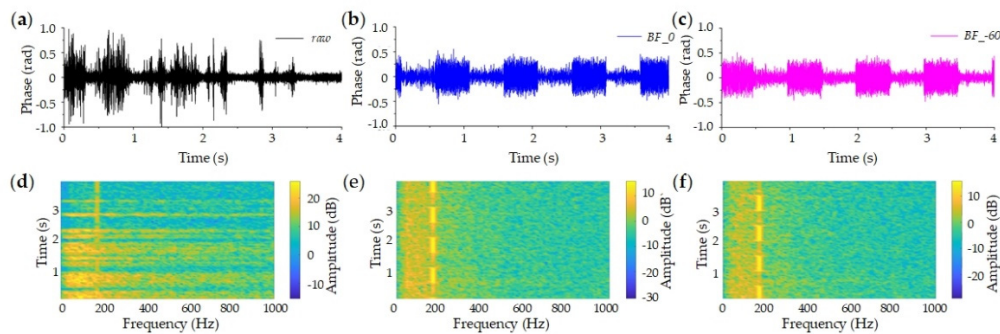 (a)
raw
Phase (rad)
1.0
0.5
0
-0.5
-1.0
0 1 2 3 4
Time (s)
(b)
BF_0
Phase (rad)
1.0
0.5
0
-0.5
-1.0
0 1 2 3 4
Time (s)
(c)
BF_-60
Phase (rad)
1.0
0.5
0
-0.5
-1.0
0 1 2 3 4
Time (s)
(d)
Time (s)
3
2
1
0 200 400 600 800 1000
Frequency (Hz)
20
10
0
-10
Amplitude (dB)
(e)
Time (s)
3
2
1
0 200 400 600 800 1000
Frequency (Hz)
10
0
-10
-20
-30
Amplitude (dB)
(f)
Time (s)
3
2
1
0 200 400 600 800 1000
Frequency (Hz)
10
0
-10
-20
Amplitude (dB)